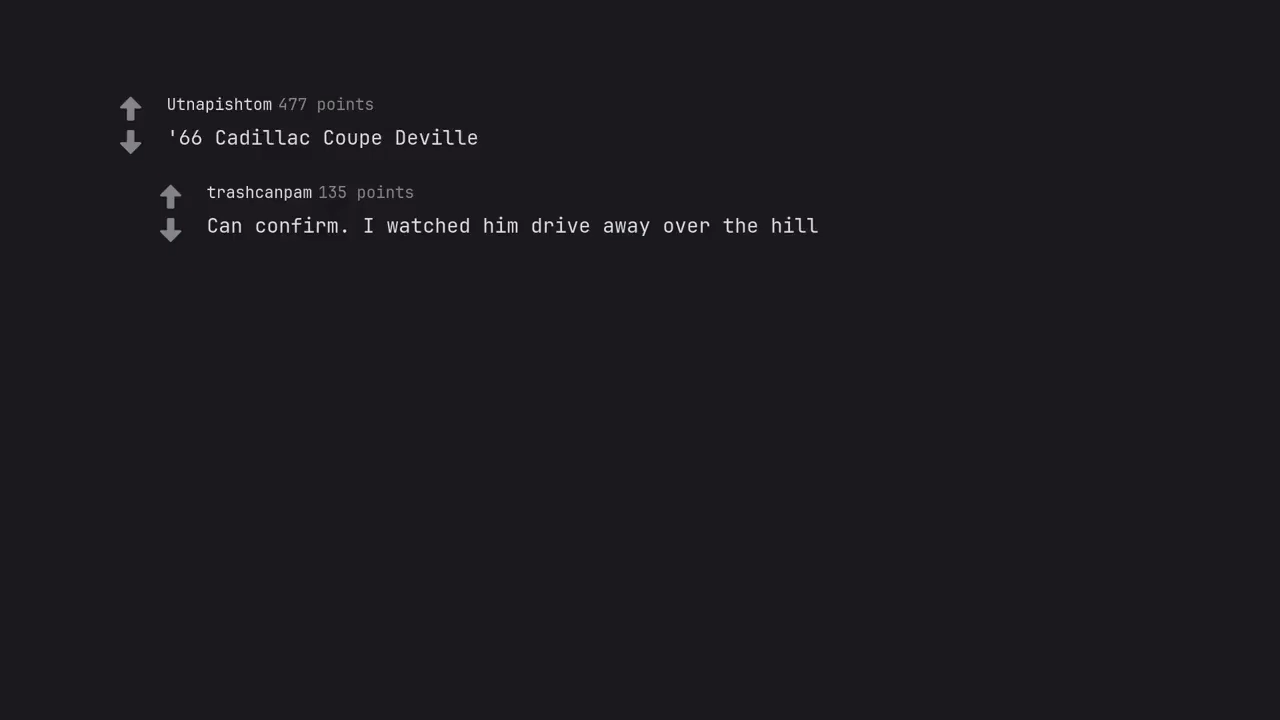 Utnapishtom 477 points
'66 Cadillac Coupe Deville
trashcanpam 135 points
Can confirm. I watched him drive away over the hill